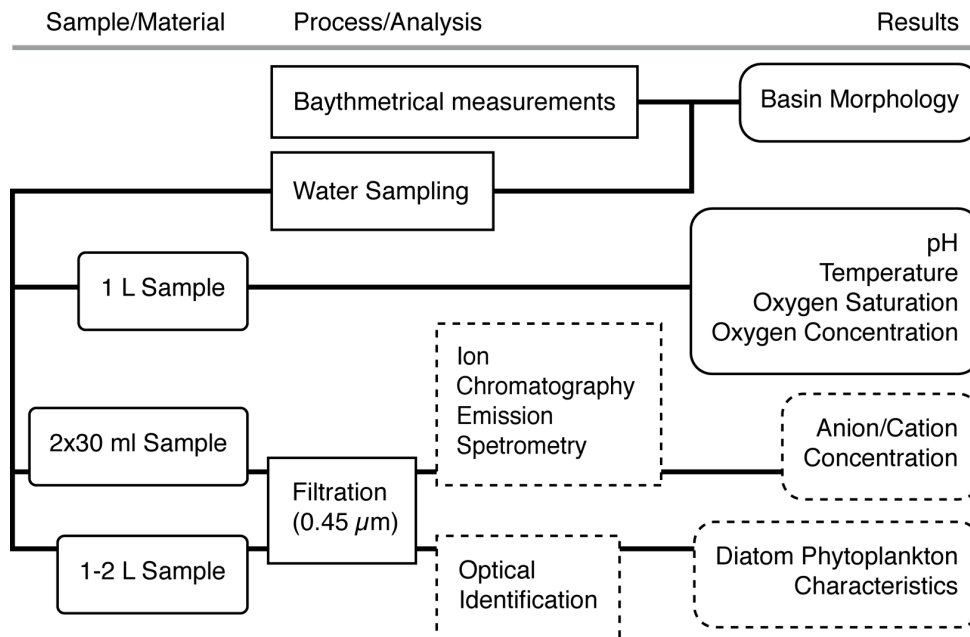 Sample/Material Process/Analysis Results
Baythmetrical measurements
Basin Morphology
Water Sampling
1 L Sample
pH
Temperature
Oxygen Saturation
Oxygen Concentration
Ion
Chromatography
Emission
Spetrometry
2x30 ml Sample
Anion/Cation
Concentration
Filtration
(0.45 µm)
1-2 L Sample
Optical
Identification
Diatom Phytoplankton
Characteristics